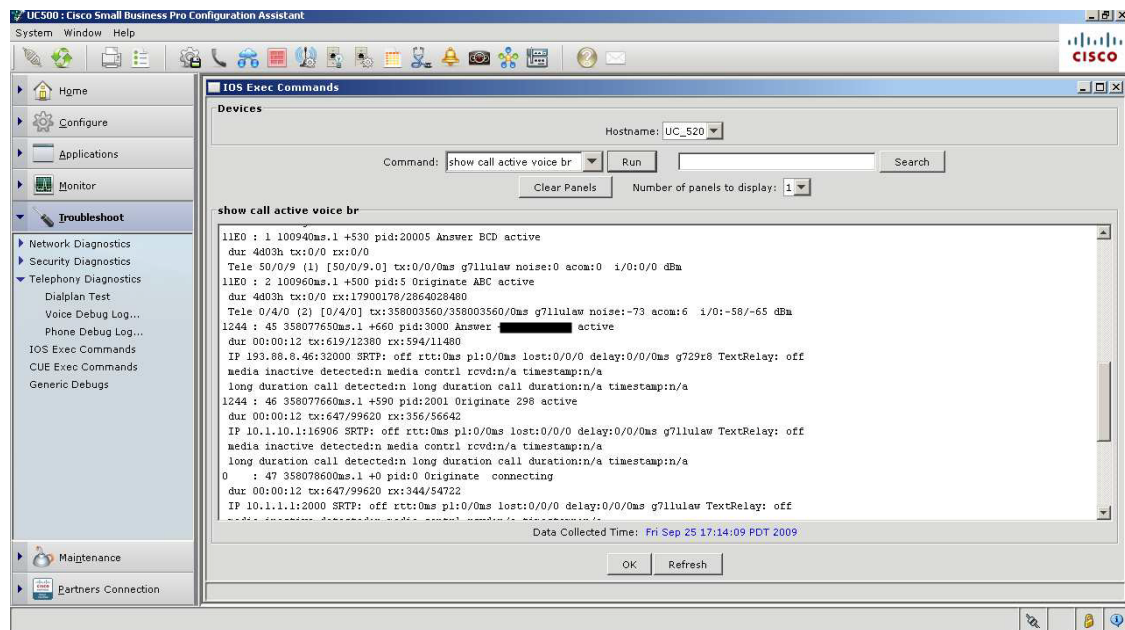 UC500 : Cisco Small Business Pro Configuration Assistant
System Window Help
CISCO
Home
Configure
Applications
Monitor
Troubleshoot
Network Diagnostics
Security Diagnostics
Telephony Diagnostics
Dialplan Test
Voice Debug Log...
Phone Debug Log...
IOS Exec Commands
CUE Exec Commands
Generic Debugs
Maintenance
Partners Connection
IOS Exec Commands
Devices
Hostname: UC_520
Command: show call active voice br Run Search
Clear Panels Number of panels to display: 1
show call active voice br
11E0 : 1 100940ms.1 +530 pid:20005 Answer BCD active
dur 4d03h tx:0/0 rx:0/0
Tele 50/0/9 (1) [50/0/9.0] tx:0/0/0ms g711ulaw noise:0 acom:0 i/0:0/0 dBm
11E0 : 2 100960ms.1 +500 pid:5 Originate ABC active
dur 4d03h tx:0/0 rx:17900178/2864028480
Tele 0/4/0 (2) [0/4/0] tx:358003560/358003560/0ms g711ulaw noise:-73 acom:6 i/0:-58/-65 dBm
1244 : 45 358077650ms.1 +660 pid:3000 Answer active
dur 00:00:12 tx:619/12380 rx:594/11480
IP 193.88.8.46:32000 SRTP: off rtt:0ms pl:0/0ms lost:0/0/0 delay:0/0/0ms g729r8 TextRelay: off
media inactive detected:n media contrl rcvd:n/a timestamp:n/a
long duration call detected:n long duration call duration:n/a timestamp:n/a
1244 : 46 358077660ms.1 +590 pid:2001 Originate 298 active
dur 00:00:12 tx:647/99620 rx:356/56642
IP 10.1.10.1:16906 SRTP: off rtt:0ms pl:0/0ms lost:0/0/0 delay:0/0/0ms g711ulaw TextRelay: off
media inactive detected:n media contrl rcvd:n/a timestamp:n/a
long duration call detected:n long duration call duration:n/a timestamp:n/a
0 : 47 358078600ms.1 +0 pid:0 Originate connecting
dur 00:00:12 tx:647/99620 rx:344/54722
IP 10.1.1.1:2000 SRTP: off rtt:0ms pl:0/0ms lost:0/0/0 delay:0/0/0ms g711ulaw TextRelay: off
Data Collected Time: Fri Sep 25 17:14:09 PDT 2009
OK Refresh